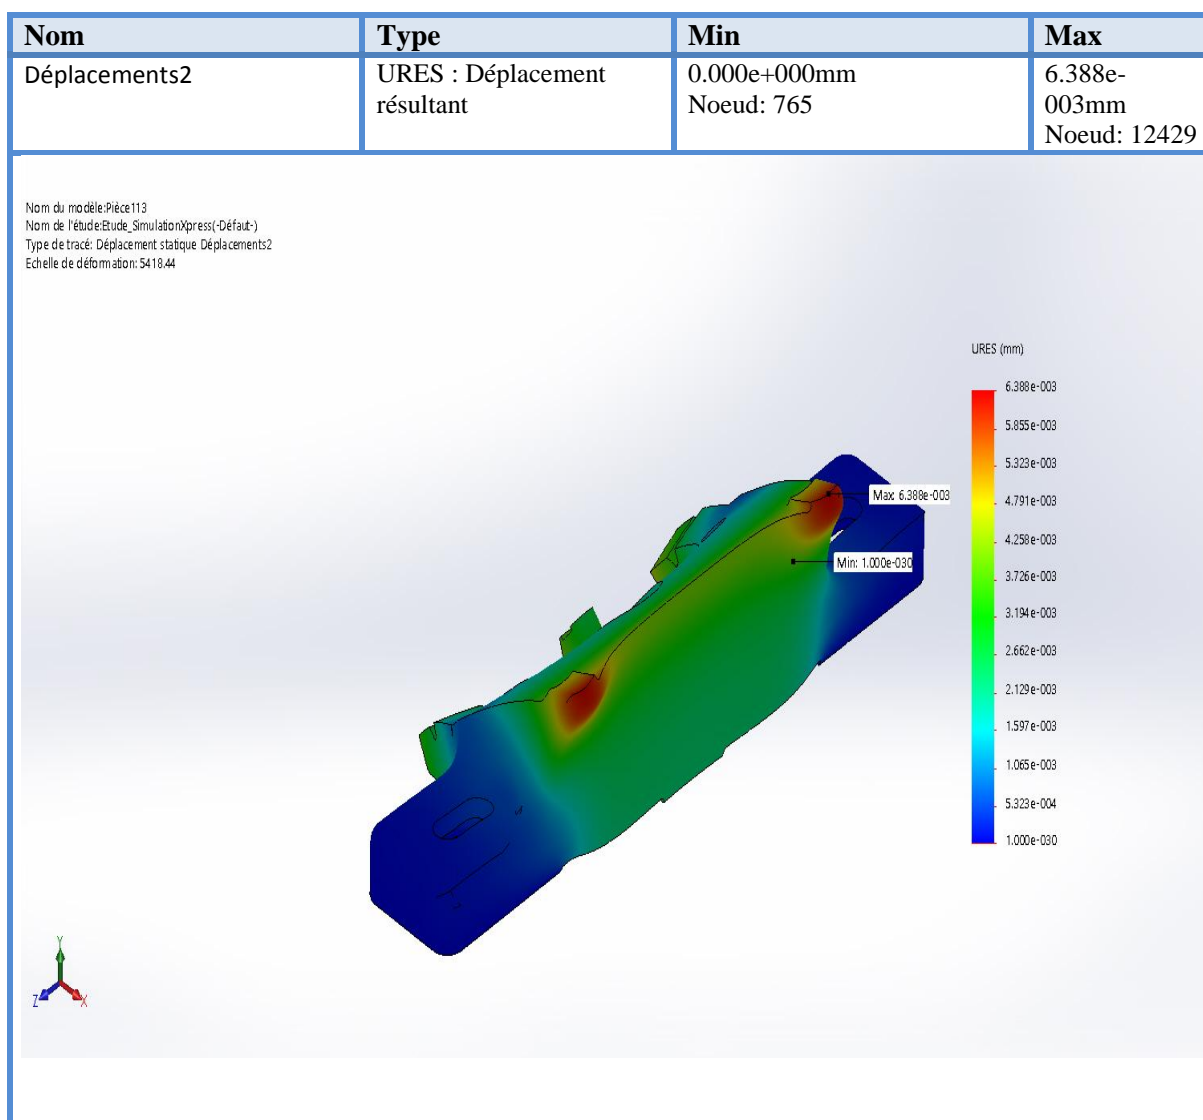 Nom Type Min Max
Déplacements2 URES : Déplacement 0.000e+000mm 6.388e-
résultant Noeud: 765 003mm
Noeud: 12429
Nom du modèle:Pièce113
Nom de l'étude:Etude_SimulationXpress(-Défaut-)
Type de tracé: Déplacement statique Déplacements2
Echelle de déformation: 5418.44
URES (mm)
6.388e-003
5.855e-003
5.323e-003
4.791e-003
4.258e-003
3.726e-003
3.194e-003
2.662e-003
2.129e-003
1.597e-003
1.065e-003
5.323e-004
1.000e-030
Max: 6.388e-003
Min: 1.000e-030
Y
Z
X